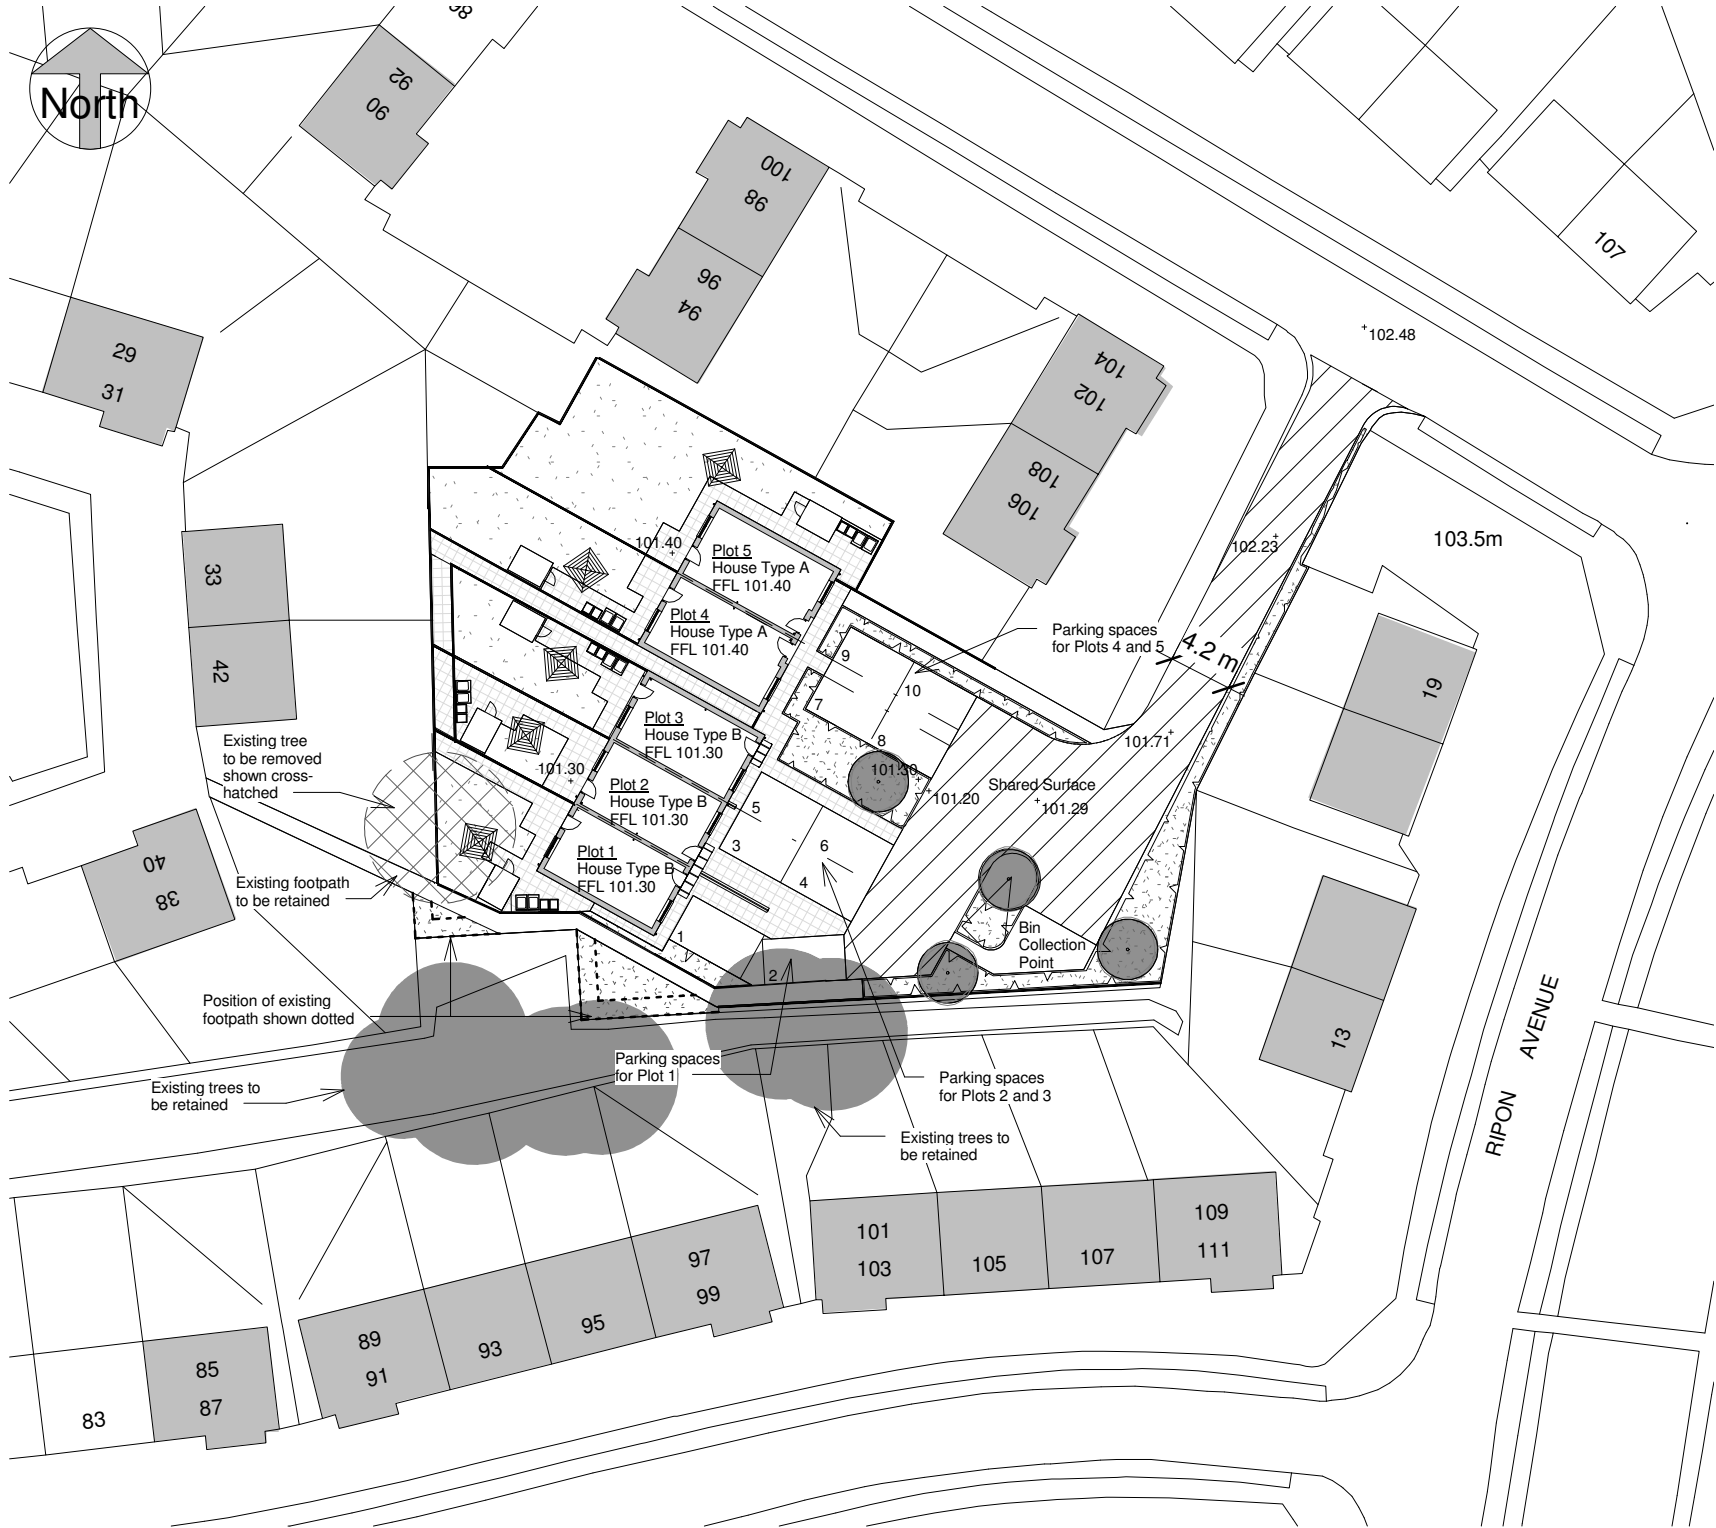 98
92
90
North
100
98
96
94
107
102.48
29
31
104
102
108
106
103.5m
102.23
101.40
Plot 5
House Type A
FFL 101.40
Plot 4
House Type A
FFL 101.40
33
42
Parking spaces
for Plots 4 and 5
4.2 m
19
9
10
7
8
Plot 3
House Type B
FFL 101.30
101.71
Existing tree
to be removed
shown cross-
hatched
101.30
101.30
101.20
Shared Surface
101.29
Plot 2
House Type B
FFL 101.30
5
3
6
4
Plot 1
House Type B
FFL 101.30
40
38
Existing footpath
to be retained
1
2
Bin
Collection
Point
Position of existing
footpath shown dotted
13
RIPON AVENUE
Parking spaces
for Plot 1
Existing trees to
be retained
Parking spaces
for Plots 2 and 3
Existing trees to
be retained
101
103
105
107
109
111
97
99
95
93
89
91
85
87
83